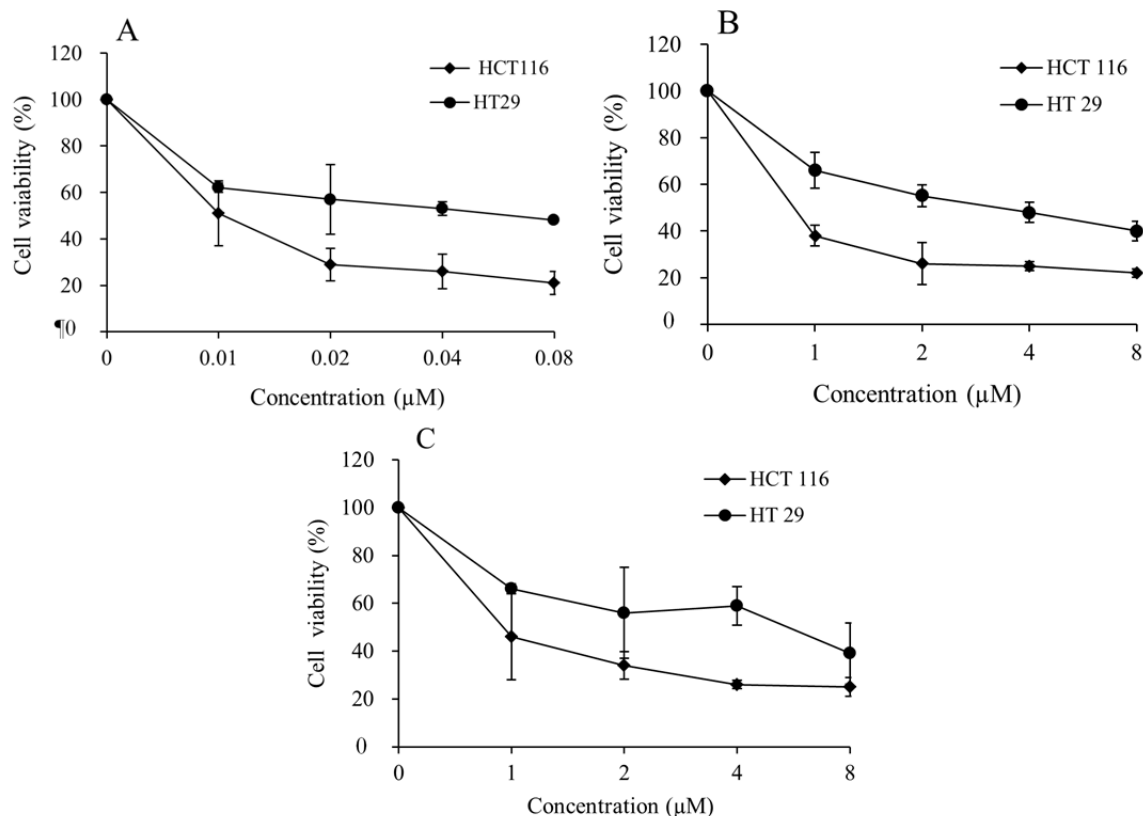 A
120
100
80
60
40
20
¶0
Cell vaiability (%)
HCT116
HT29
0 0.01 0.02 0.04 0.08
Concentration (µM)
B
120
100
80
60
40
20
0
Cell viability (%)
HCT 116
HT 29
0 1 2 4 8
Concentration (µM)
C
120
100
80
60
40
20
0
Cell viability (%)
HCT 116
HT 29
0 1 2 4 8
Concentration (µM)